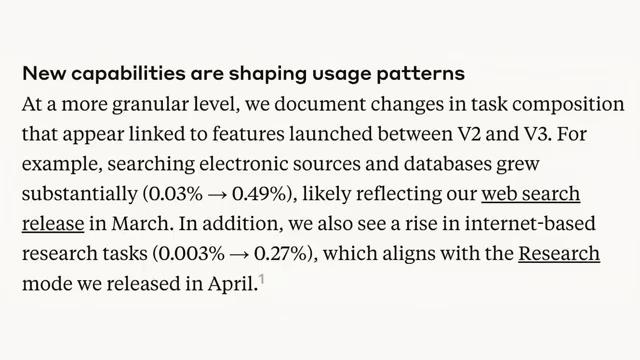 New capabilities are shaping usage patterns
At a more granular level, we document changes in task composition
that appear linked to features launched between V2 and V3. For
example, searching electronic sources and databases grew
substantially (0.03% → 0.49%), likely reflecting our web search
release in March. In addition, we also see a rise in internet-based
research tasks (0.003% → 0.27%), which aligns with the Research
mode we released in April.1